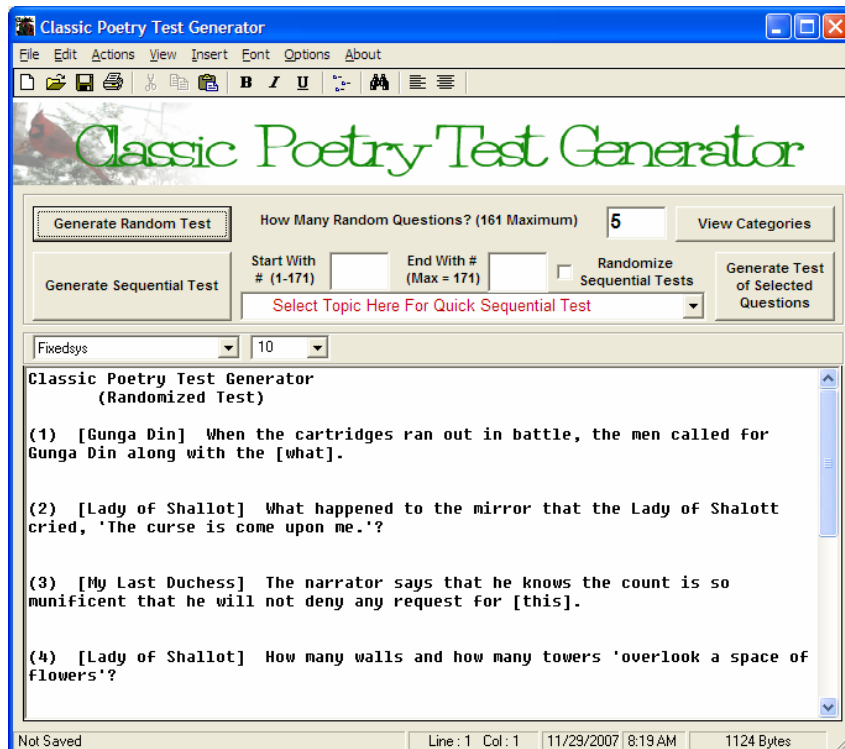 Classic Poetry Test Generator
File Edit Actions View Insert Font Options About
B I U
Classic Poetry Test Generator
Generate Random Test How Many Random Questions? (161 Maximum) 5 View Categories
Generate Sequential Test
Start With
# (1-171)
End With #
(Max = 171)
Randomize
Sequential Tests
Generate Test
of Selected
Questions
Select Topic Here For Quick Sequential Test
Fixedsys 10
Classic Poetry Test Generator
(Randomized Test)
(1) [Gunga Din] When the cartridges ran out in battle, the men called for
Gunga Din along with the [what].
(2) [Lady of Shallot] What happened to the mirror that the Lady of Shalott
cried, 'The curse is come upon me.'?
(3) [My Last Duchess] The narrator says that he knows the count is so
munificent that he will not deny any request for [this].
(4) [Lady of Shallot] How many walls and how many towers 'overlook a space of
flowers'?
Not Saved Line : 1 Col : 1 11/29/2007 8:19 AM 1124 Bytes